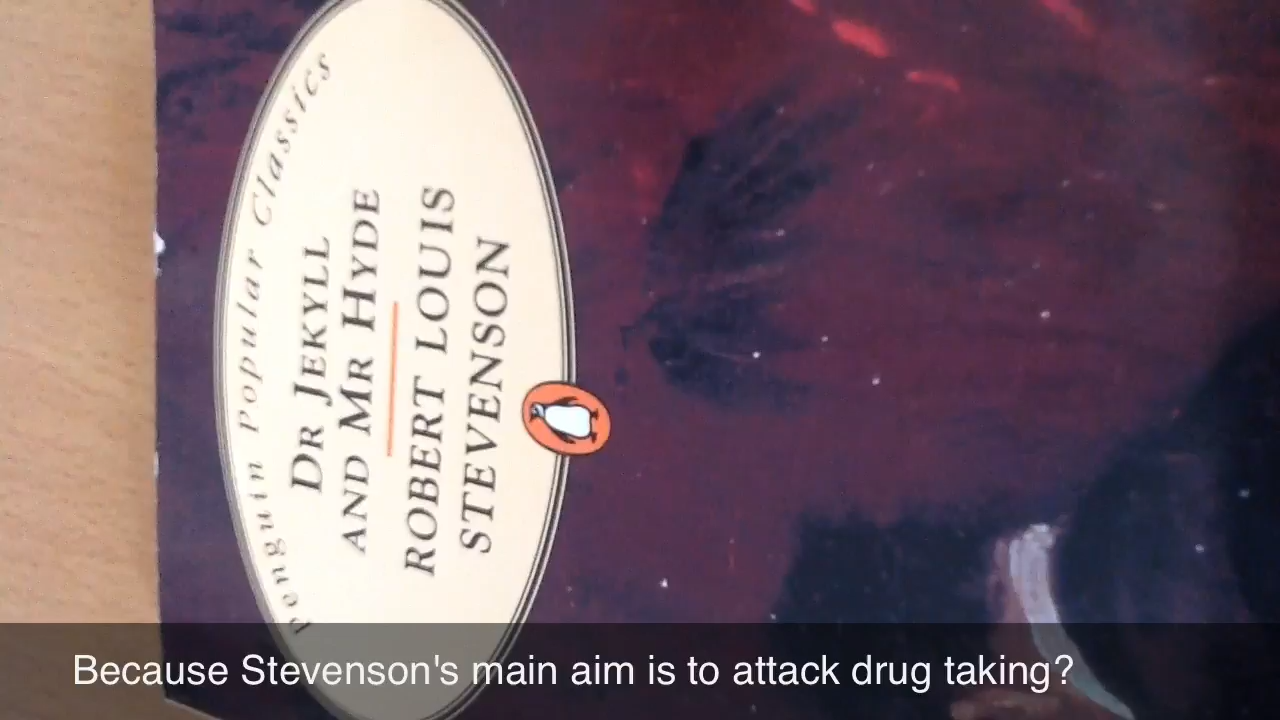 Penguin Popular Classics
DR JEKYLL
AND MR HYDE
ROBERT LOUIS
STEVENSON
Because Stevenson's main aim is to attack drug taking?